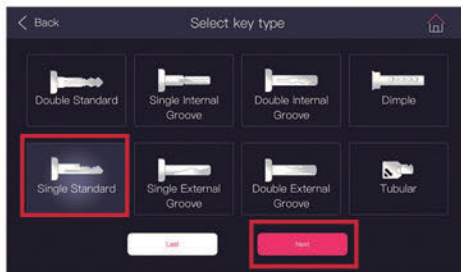 Back
Select key type
Double Standard
Single Internal
Groove
Double Internal
Groove
Dimple
Single Standard
Single External
Groove
Double External
Groove
Tubular
Last
Next